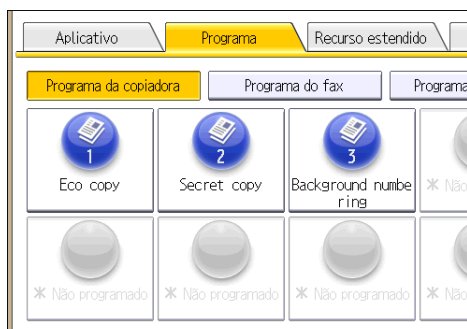 Aplicativo Programa Recurso estendido
Programa da copiadora Programa do fax Programa
1 2 3
Eco copy Secret copy Background numbe
ring
* Não
* Não programado * Não programado * Não programado * Não